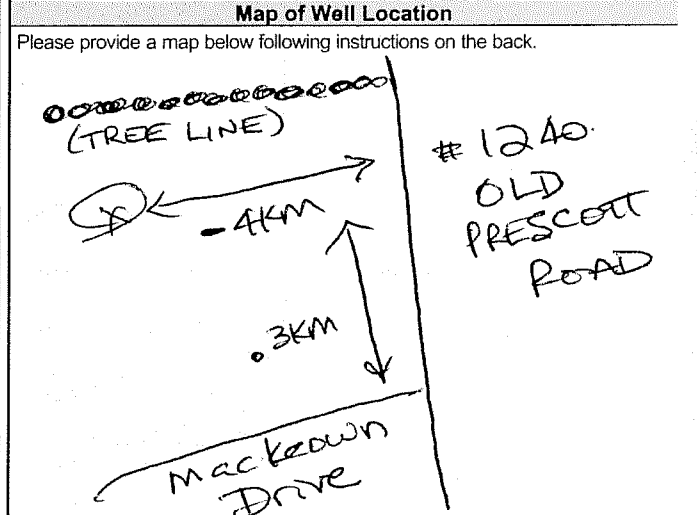 Map of Well Location
Please provide a map below following instructions on the back.
(TREE LINE)
.4KM
.3KM
Mackeown
Drive
# 1240.
OLD
PRESCOTT
ROAD